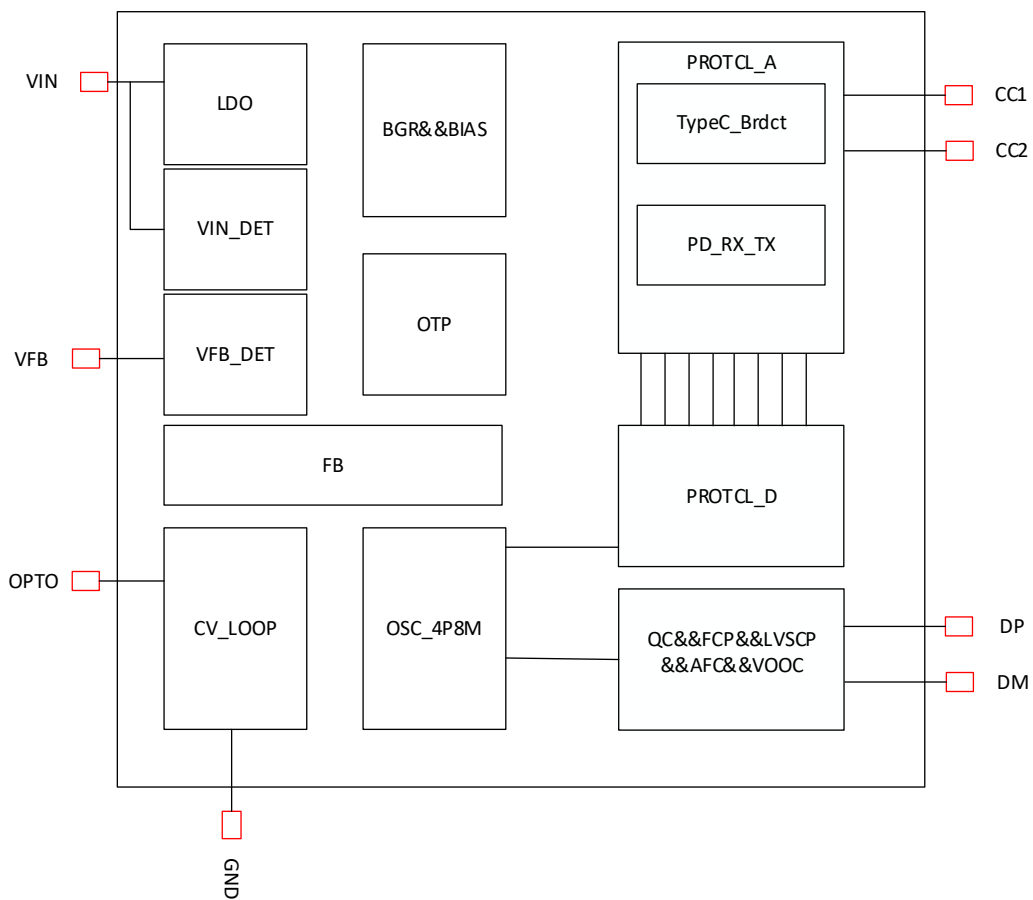 VIN
LDO
BGR&&BIAS
PROTCL_A
TypeC_Brdct
CC1
CC2
VIN_DET
PD_RX_TX
OTP
VFB
VFB_DET
FB
PROTCL_D
OPTO
CV_LOOP
OSC_4P8M
QC&&FCP&&LVSCP
&&AFC&&VOOC
DP
DM
GND